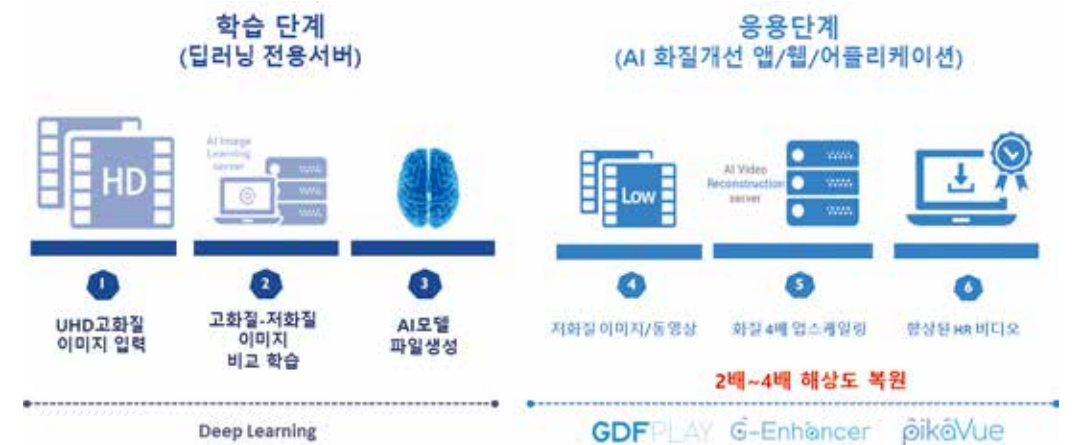 학습 단계
(딥러닝 전용서버)
HD
AI Image
Learning
server
1
2
3
UHD고화질
이미지 입력
고화질-저화질
이미지
비교 학습
AI모델
파일생성
Deep Learning
응용단계
(AI 화질개선 앱/웹/어플리케이션)
Low
AI Video
Reconstruction
server
4
5
6
저화질 이미지/동영상
화질 4배 업스케일링
향상된 HR 비디오
2배~4배 해상도 복원
GDFPLAY
G-Enhancer
pikaVue